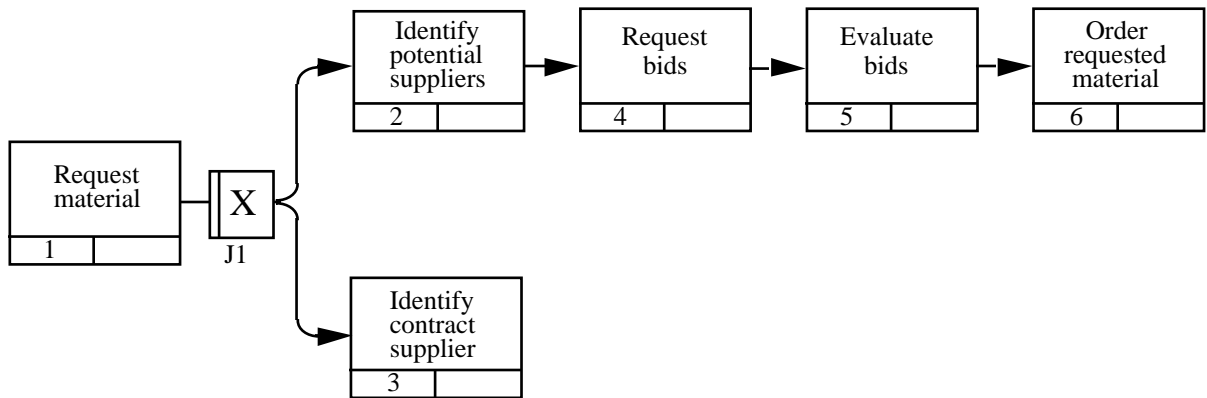 Identify
potential
suppliers
2
Request
bids
4
Evaluate
bids
5
Order
requested
material
6
Request
material
1
X
J1
Identify
contract
supplier
3